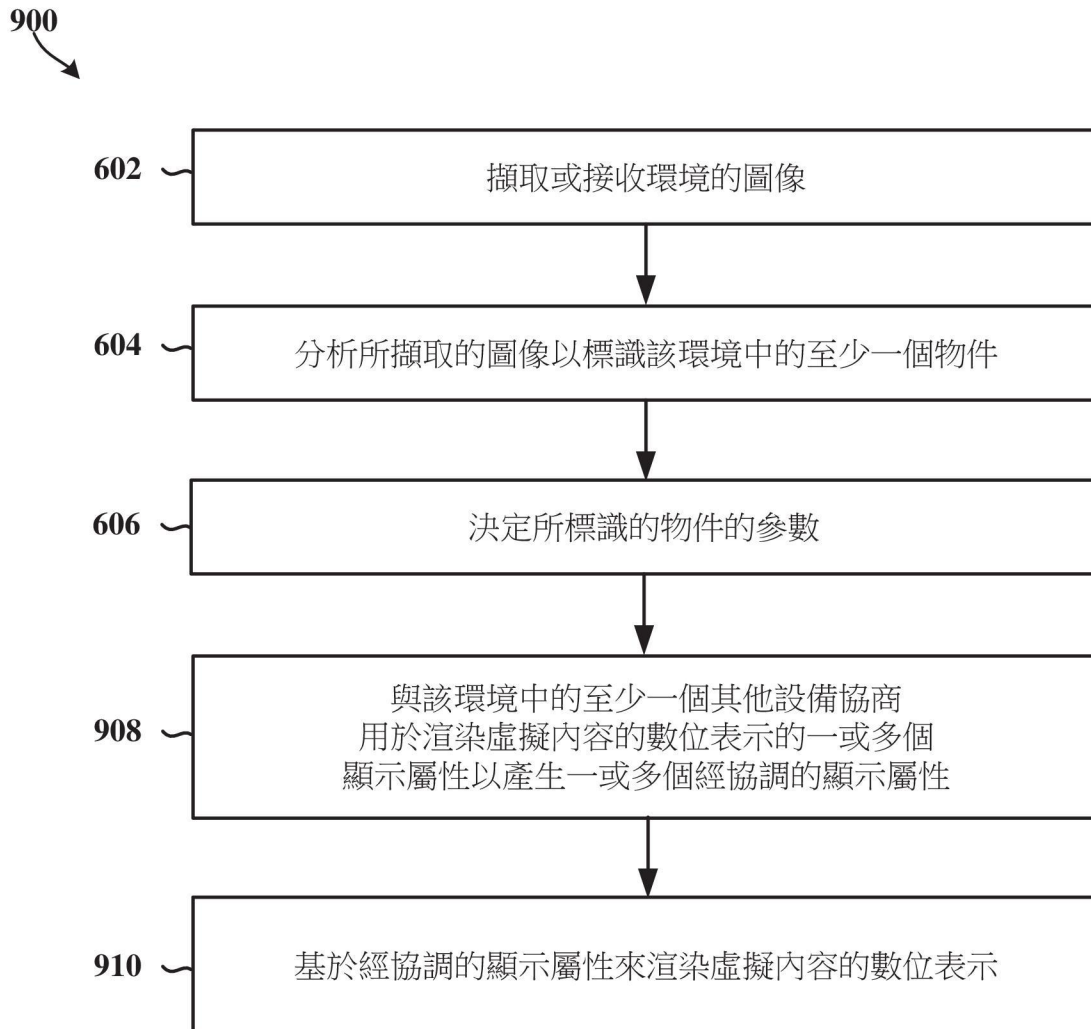 900
602
擷取或接收環境的圖像
604
分析所擷取的圖像以標識該環境中的至少一個物件
606
決定所標識的物件的參數
908
與該環境中的至少一個其他設備協商
用於渲染虛擬內容的數位表示的一或多個
顯示屬性以產生一或多個經協調的顯示屬性
910
基於經協調的顯示屬性來渲染虛擬內容的數位表示